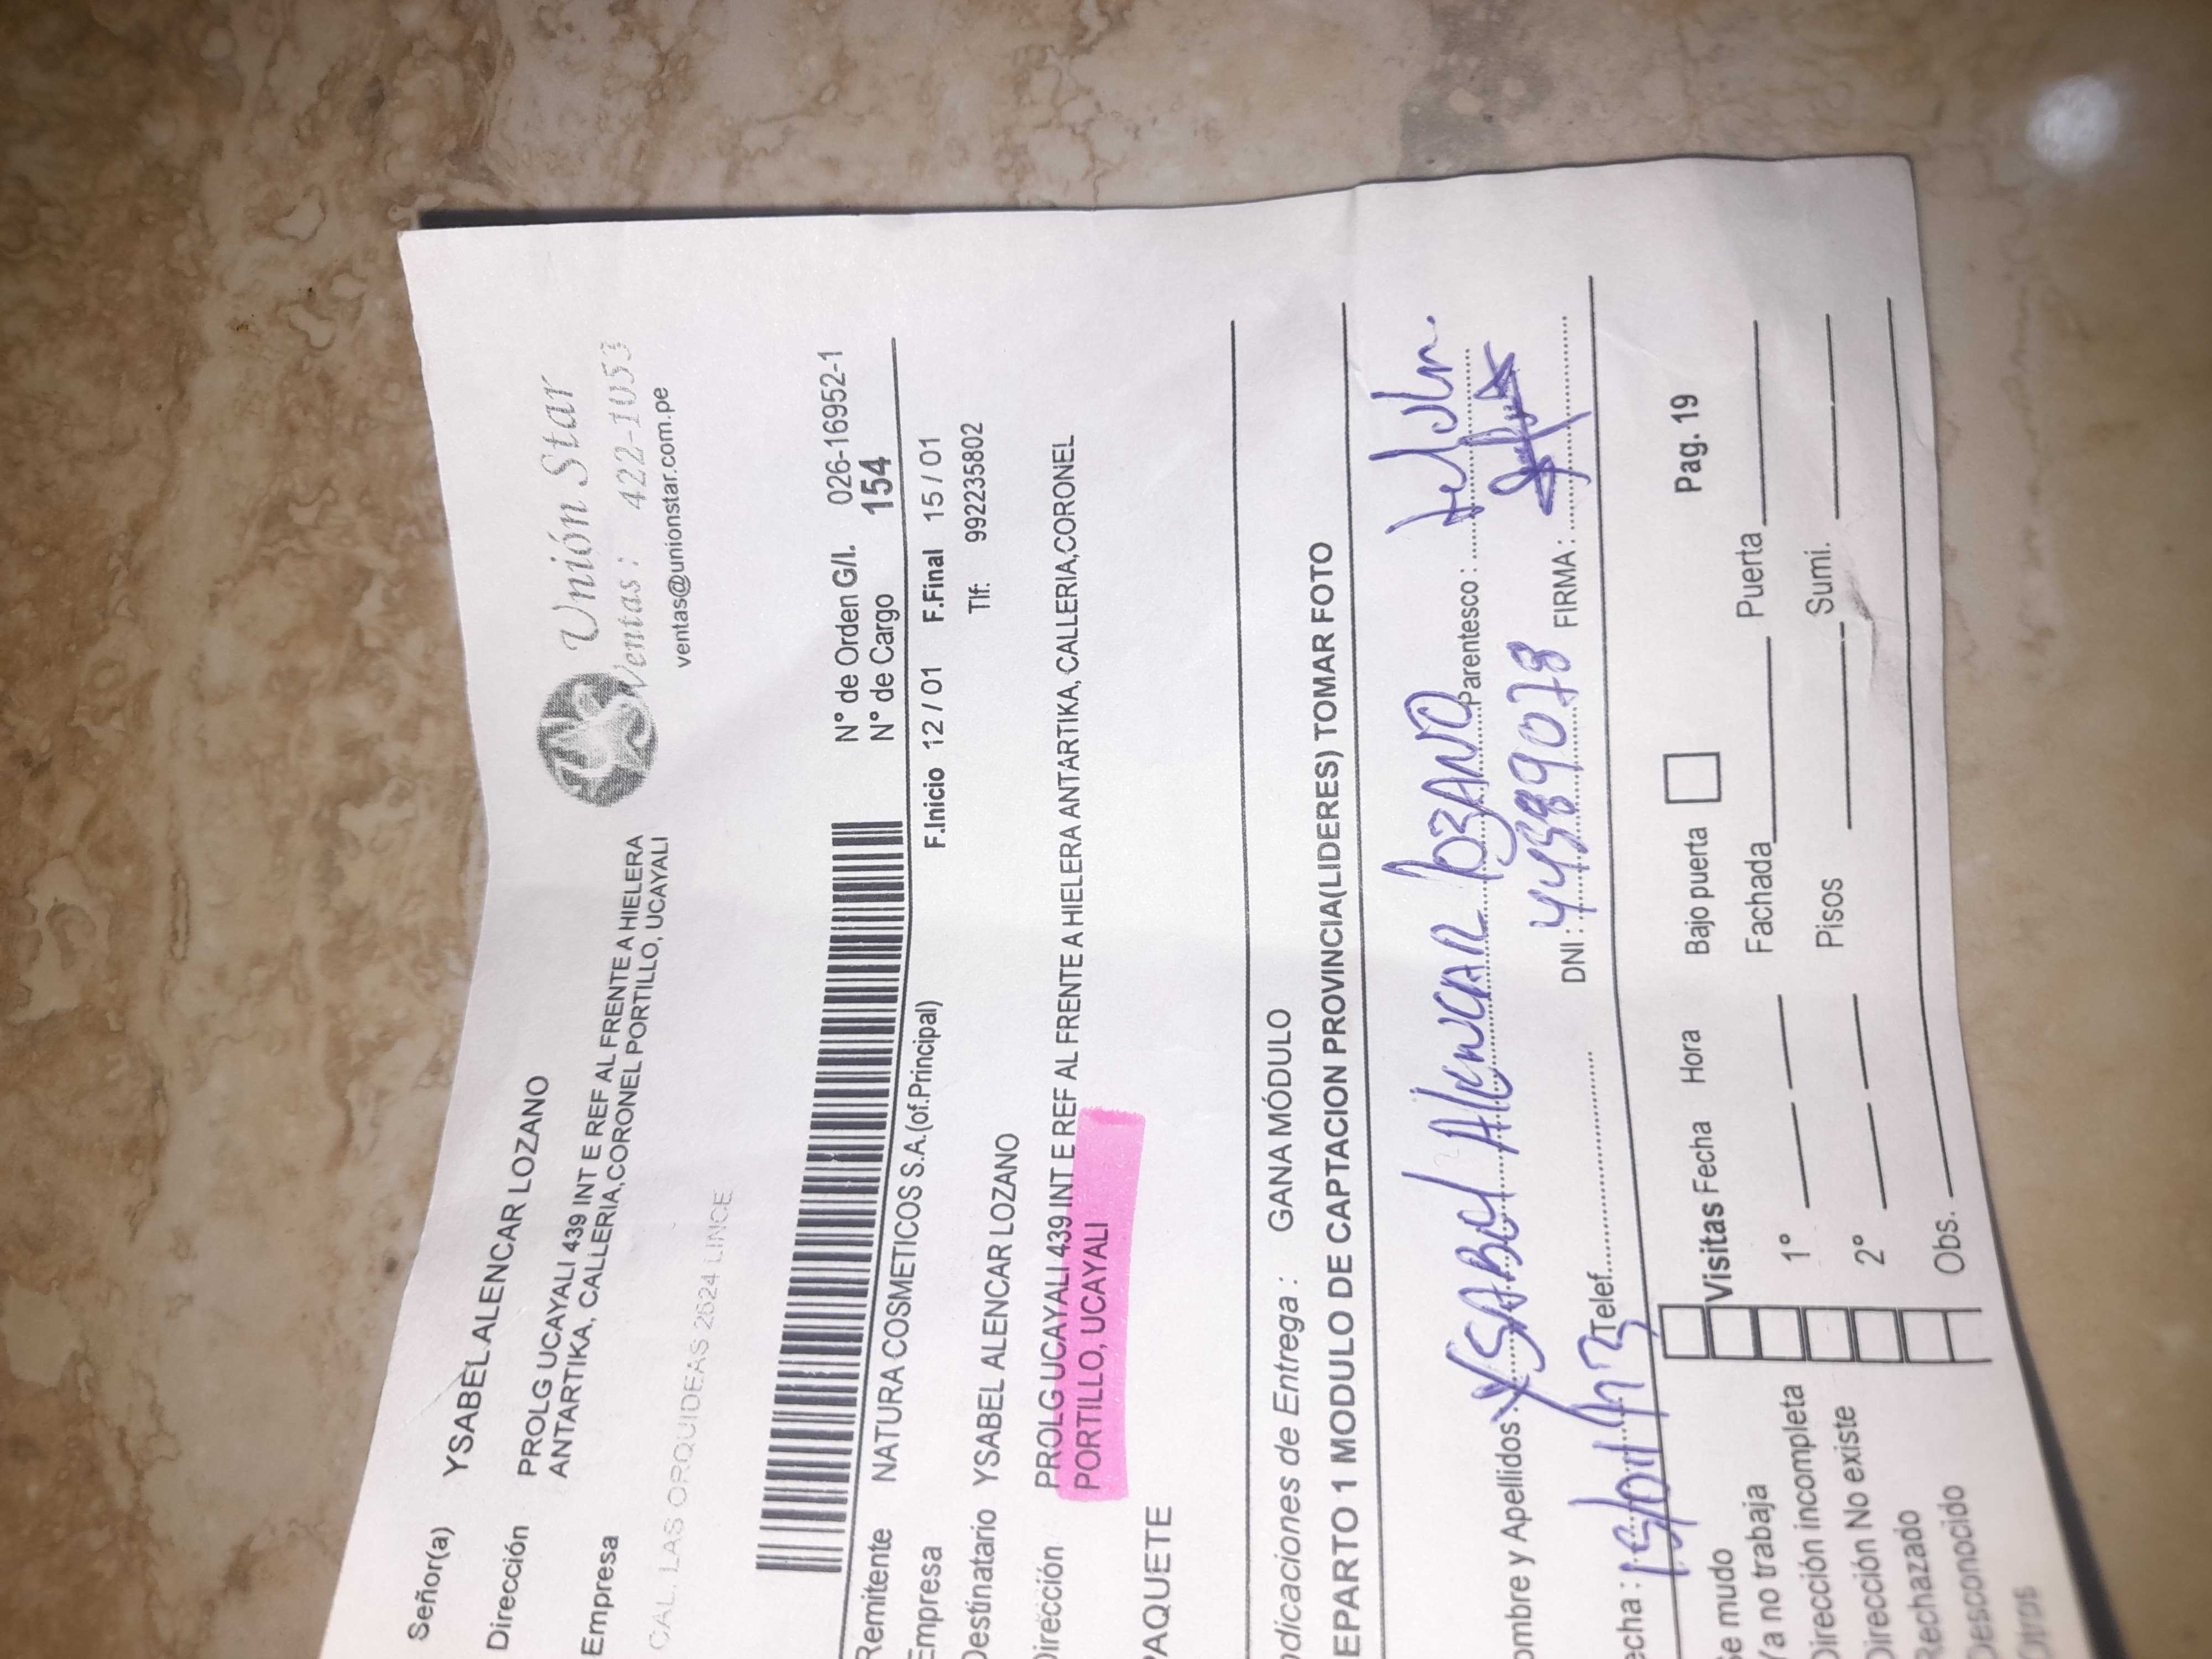 Señor(a) YSABEL ALENCAR LOZANO
Dirección PROLG UCAYALI 439 INT E REF AL FRENTE A HIELERA
ANTARTIKA, CALLERIA,CORONEL PORTILLO, UCAYALI
Empresa
CAL. LAS ORQUIDEAS 2624 LINCE
Unión Star
Ventas : 422-1053
ventas@unionstar.com.pe
N° de Orden G/I. 026-16952-1
N° de Cargo 154
Remitente NATURA COSMETICOS S.A.(of.Principal)
F.Inicio 12 / 01 F.Final 15 / 01
Empresa
Destinatario YSABEL ALENCAR LOZANO Tlf: 992235802
Dirección PROLG UCAYALI 439 INT E REF AL FRENTE A HIELERA ANTARTIKA, CALLERIA,CORONEL
PORTILLO, UCAYALI
PAQUETE
ndicaciones de Entrega : GANA MÓDULO
EPARTO 1 MODULO DE CAPTACION PROVINCIA(LIDERES) TOMAR FOTO
ombre y Apellidos : YSABEL ALENCAR LOZANO Parentesco :
echa : Telef. DNI : FIRMA :
Se mudo
Ya no trabaja
Dirección incompleta
Dirección No existe
Rechazado
Desconocido
Otros
Visitas Fecha Hora Bajo puerta Pag. 19
1° Fachada Puerta
2° Pisos Sumi.
Obs.